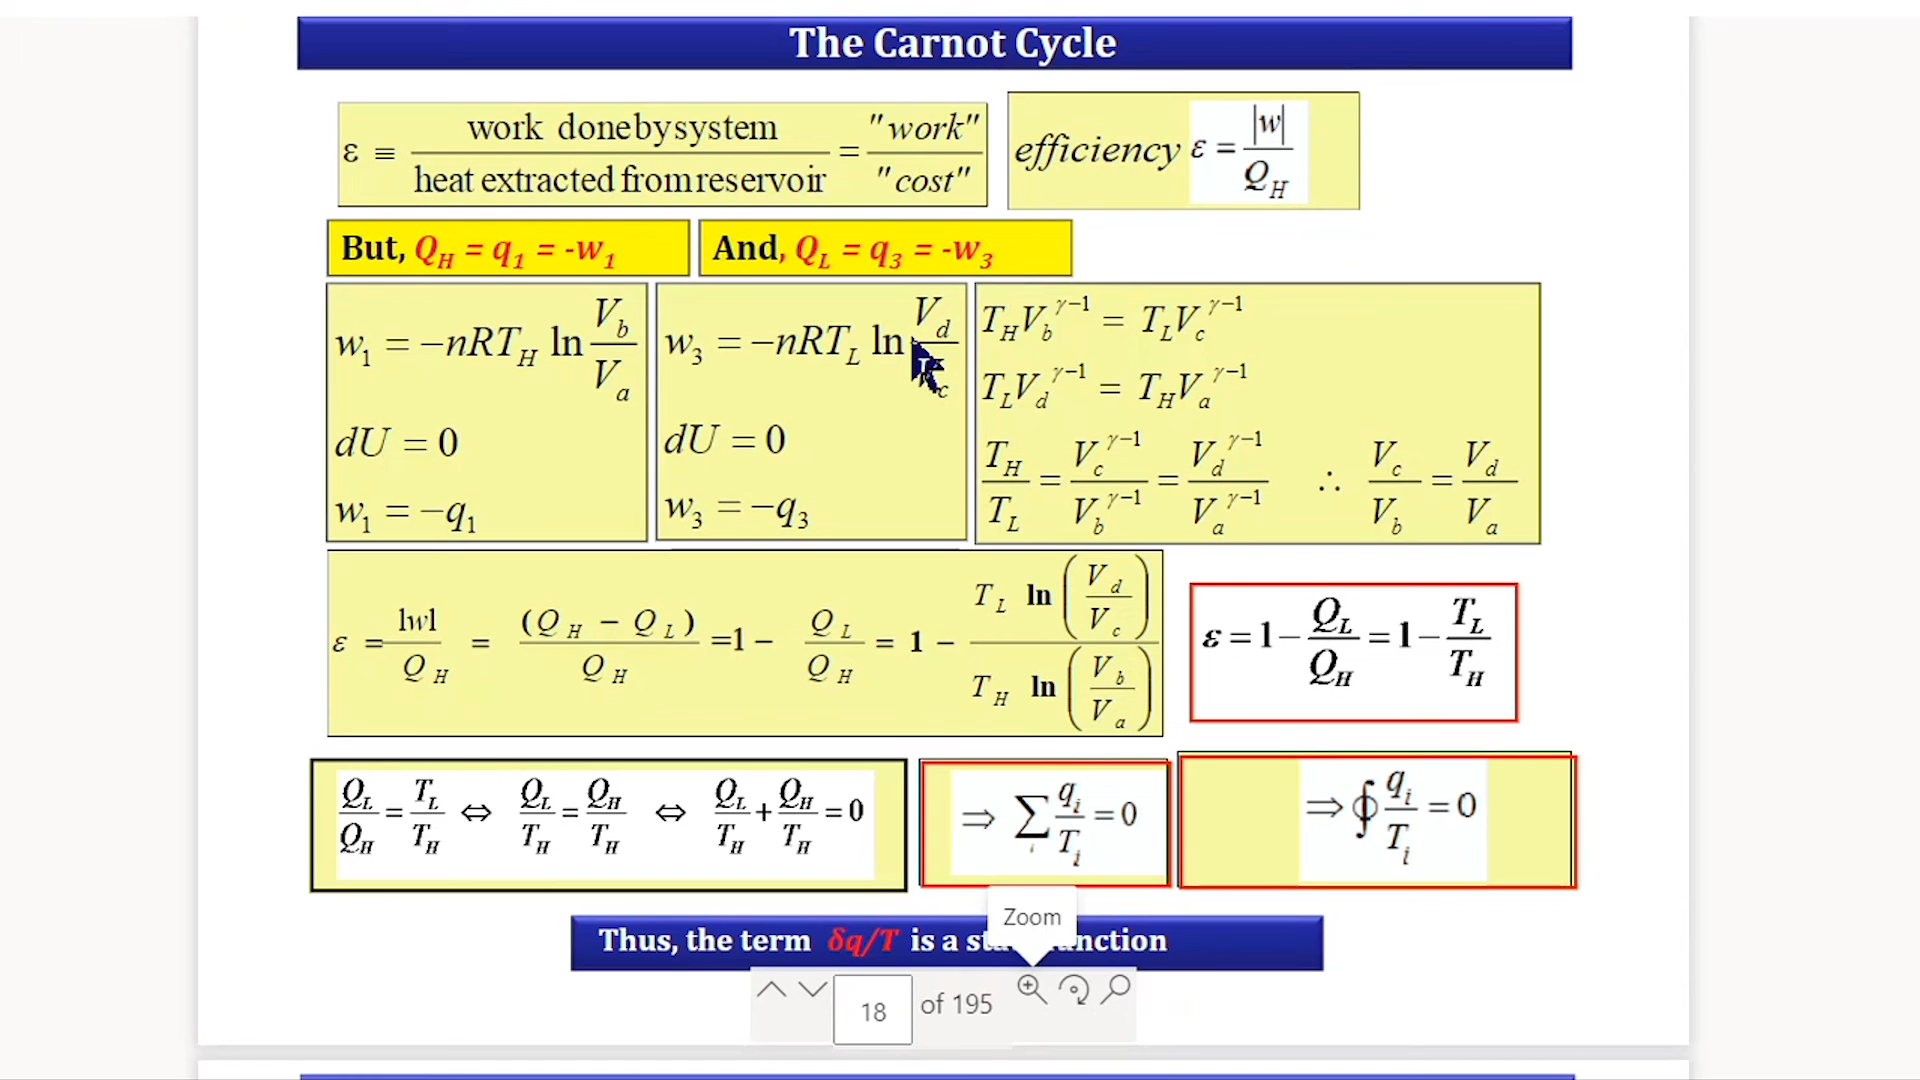 The Carnot Cycle
ε ≡ work done by system / heat extracted from reservoir = "work" / "cost"
efficiency ε = |w| / Q_H
But, Q_H = q_1 = -w_1
And, Q_L = q_3 = -w_3
w_1 = −nRT_H ln V_b / V_a
dU = 0
w_1 = −q_1
w_3 = −nRT_L ln V_d / V_c
dU = 0
w_3 = −q_3
T_H V_b^{γ−1} = T_L V_c^{γ−1}
T_L V_d^{γ−1} = T_H V_a^{γ−1}
T_H / T_L = V_c^{γ−1} / V_b^{γ−1} = V_d^{γ−1} / V_a^{γ−1} ∴ V_c / V_b = V_d / V_a
ε = |w| / Q_H = (Q_H − Q_L) / Q_H = 1 − Q_L / Q_H = 1 − T_L ln (V_d / V_c) / T_H ln (V_b / V_a)
ε = 1 − Q_L / Q_H = 1 − T_L / T_H
Q_L / Q_H = T_L / T_H ⇔ Q_L / T_H = Q_H / T_H ⇔ Q_L / T_H + Q_H / T_H = 0
⇒ ∑_i q_i / T_i = 0
⇒ ∮ q_i / T_i = 0
Zoom
Thus, the term δq/T is a
18 of 195